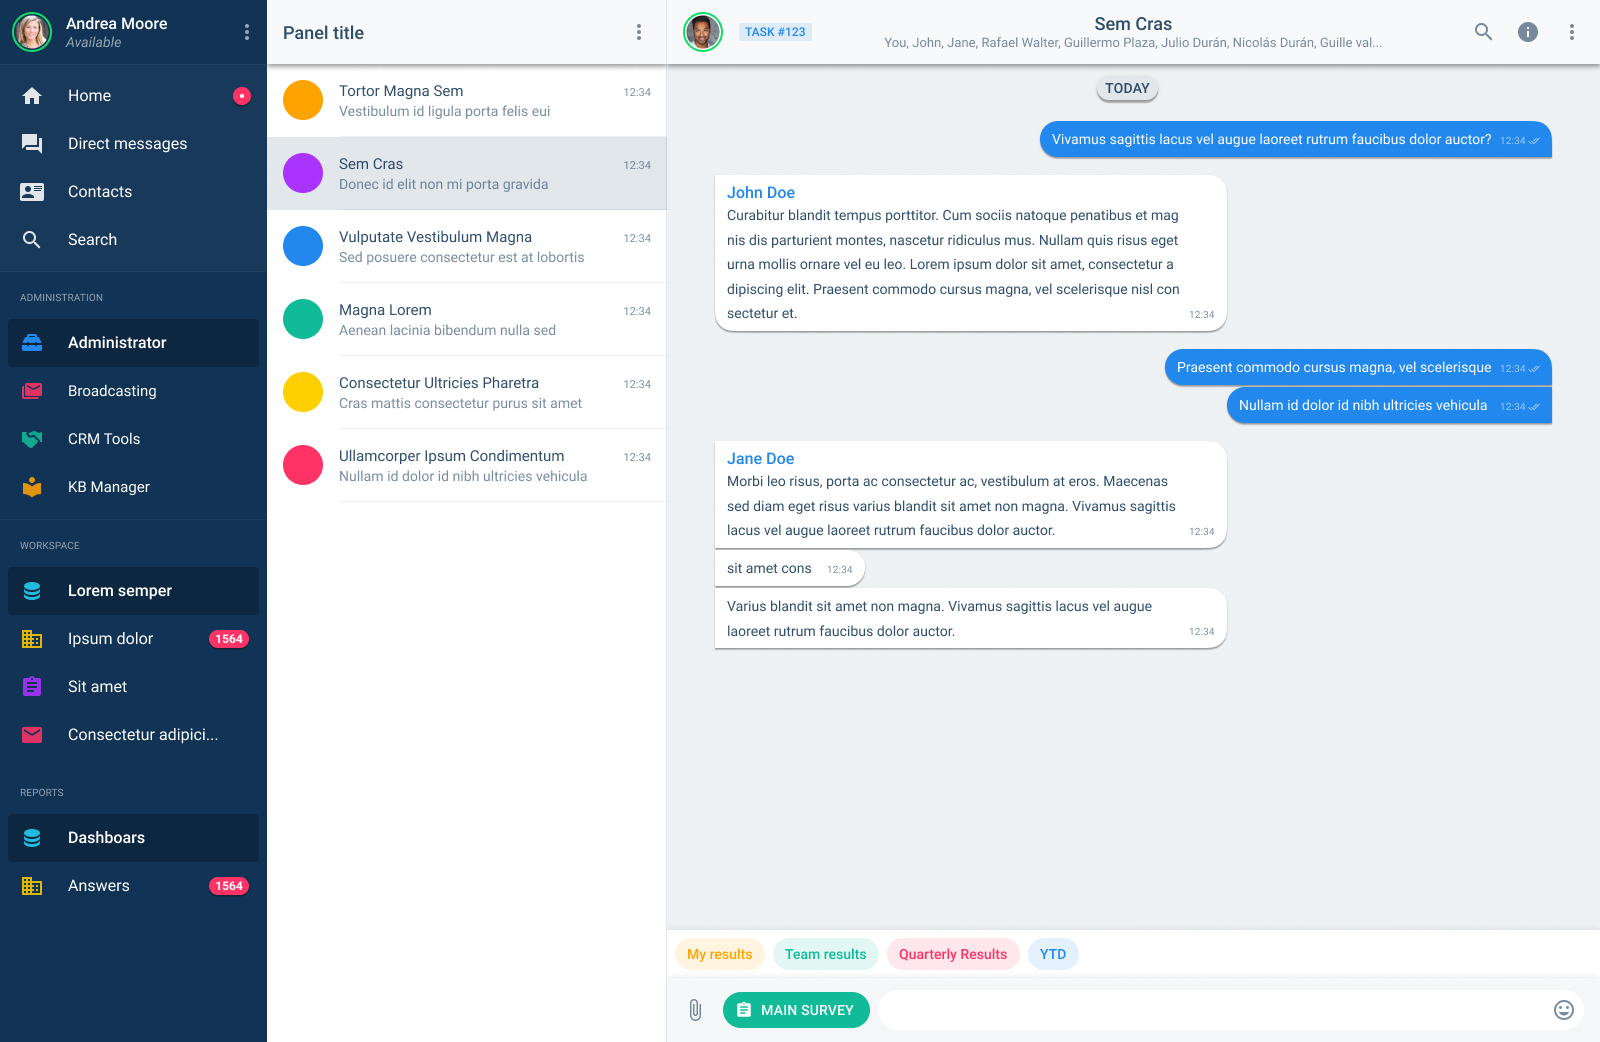 Andrea Moore
Available
Home
Direct messages
Contacts
Search
ADMINISTRATION
Administrator
Broadcasting
CRM Tools
KB Manager
WORKSPACE
Lorem semper
Ipsum dolor 1564
Sit amet
Consectetur adipici...
REPORTS
Dashboars
Answers 1564
Panel title
Tortor Magna Sem 12:34
Vestibulum id ligula porta felis eui
Sem Cras 12:34
Donec id elit non mi porta gravida
Vulputate Vestibulum Magna 12:34
Sed posuere consectetur est at lobortis
Magna Lorem 12:34
Aenean lacinia bibendum nulla sed
Consectetur Ultricies Pharetra 12:34
Cras mattis consectetur purus sit amet
Ullamcorper Ipsum Condimentum 12:34
Nullam id dolor id nibh ultricies vehicula
TASK #123
Sem Cras
You, John, Jane, Rafael Walter, Guillermo Plaza, Julio Durán, Nicolás Durán, Guille val...
TODAY
Vivamus sagittis lacus vel augue laoreet rutrum faucibus dolor auctor? 12:34
John Doe
Curabitur blandit tempus porttitor. Cum sociis natoque penatibus et mag
nis dis parturient montes, nascetur ridiculus mus. Nullam quis risus eget
urna mollis ornare vel eu leo. Lorem ipsum dolor sit amet, consectetur a
dipiscing elit. Praesent commodo cursus magna, vel scelerisque nisl con
sectetur et. 12:34
Praesent commodo cursus magna, vel scelerisque 12:34
Nullam id dolor id nibh ultricies vehicula 12:34
Jane Doe
Morbi leo risus, porta ac consectetur ac, vestibulum at eros. Maecenas
sed diam eget risus varius blandit sit amet non magna. Vivamus sagittis
lacus vel augue laoreet rutrum faucibus dolor auctor. 12:34
sit amet cons 12:34
Varius blandit sit amet non magna. Vivamus sagittis lacus vel augue
laoreet rutrum faucibus dolor auctor. 12:34
My results Team results Quarterly Results YTD
MAIN SURVEY